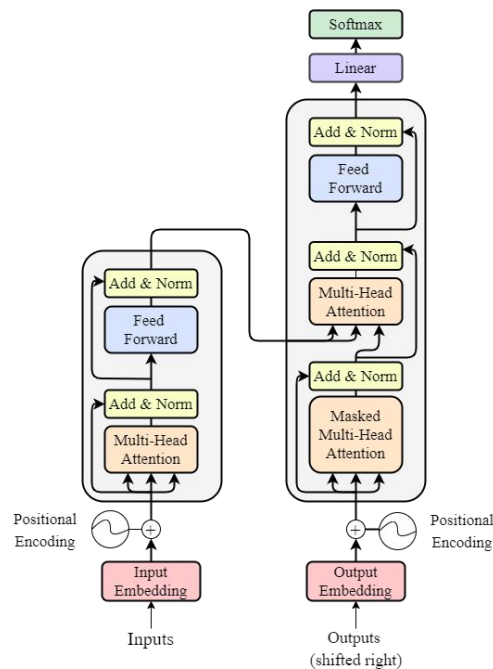 Softmax
Linear
Add & Norm
Feed
Forward
Add & Norm
Multi-Head
Attention
Add & Norm
Masked
Multi-Head
Attention
Positional
Encoding
Output
Embedding
Outputs
(shifted right)
Add & Norm
Feed
Forward
Add & Norm
Multi-Head
Attention
Positional
Encoding
Input
Embedding
Inputs